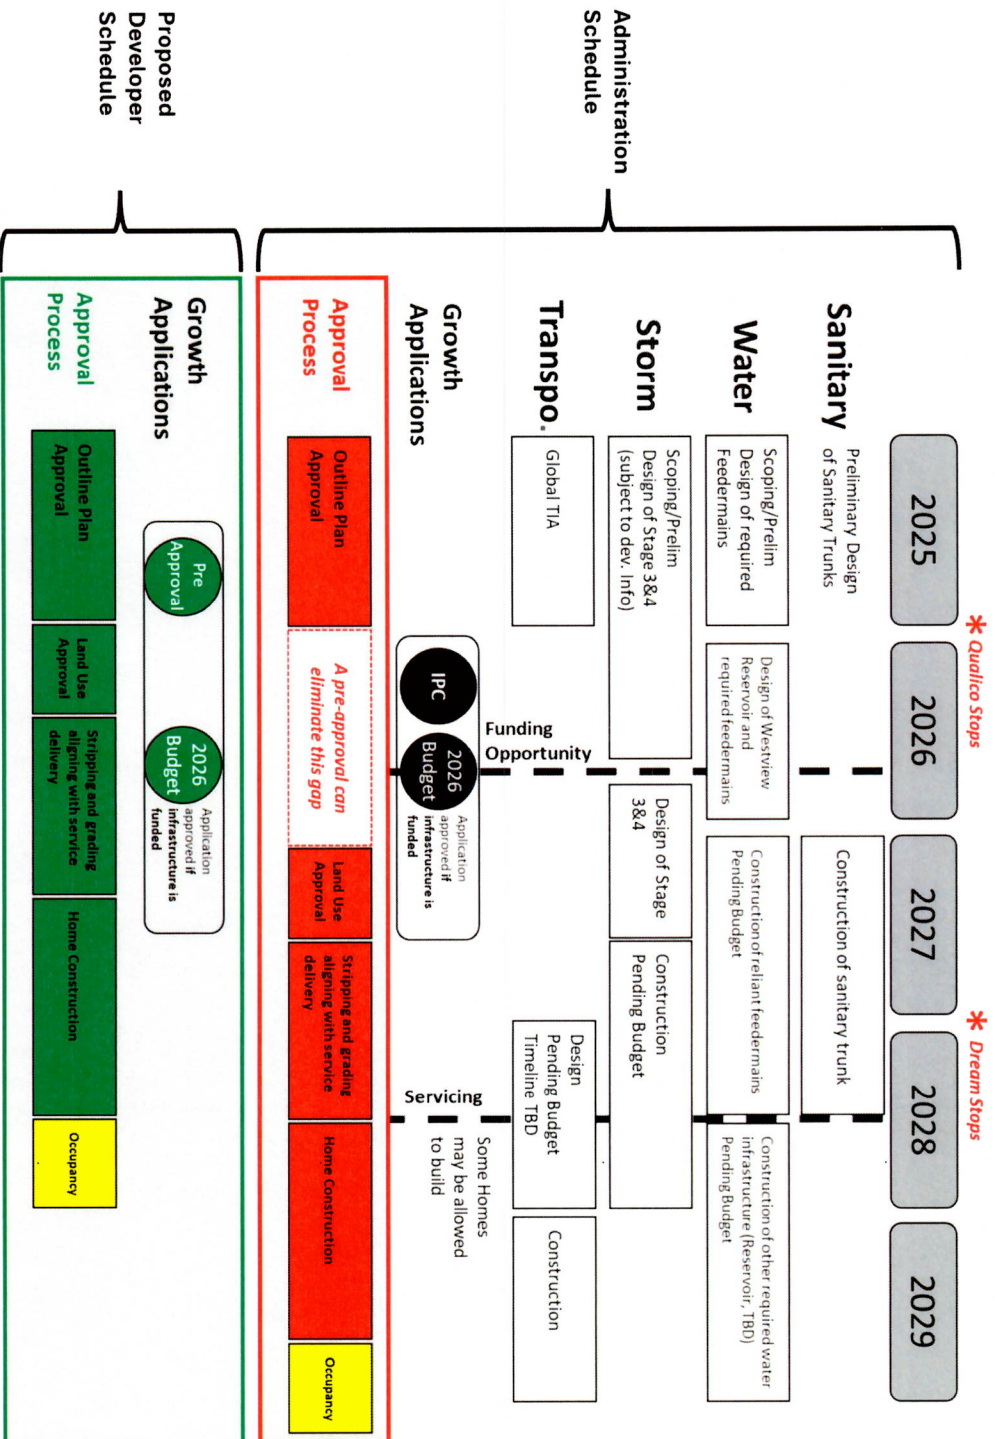 * Qualico Stops
* Dream Stops
2025
2026
2027
2028
2029
Administration
Schedule
Sanitary
Preliminary Design
of Sanitary Trunks
Construction of sanitary trunk
Water
Scoping/Prelim
Design of required
Feedermains
Design of Westview
Reservoir and
required feedermains
Construction of reliant feedermains
Pending Budget
Construction of other required water
infrastructure (Reservoir, TBD)
Pending Budget
Storm
Scoping/Prelim
Design of Stage 3&4
(subject to dev. Info)
Design of Stage
3&4
Construction
Pending Budget
Transpo.
Global TIA
Design
Pending Budget
Timeline TBD
Construction
Funding
Opportunity
Servicing
Some Homes
may be allowed
to build
Growth
Applications
IPC
2026
Budget
Application
approved if
infrastructure is
funded
Approval
Process
Outline Plan
Approval
A pre-approval can
eliminate this gap
Land Use
Approval
Stripping and grading
aligning with service
delivery
Home Construction
Occupancy
Proposed
Developer
Schedule
Growth
Applications
Pre
Approval
2026
Budget
Application
approved if
infrastructure is
funded
Approval
Process
Outline Plan
Approval
Land Use
Approval
Stripping and grading
aligning with service
delivery
Home Construction
Occupancy